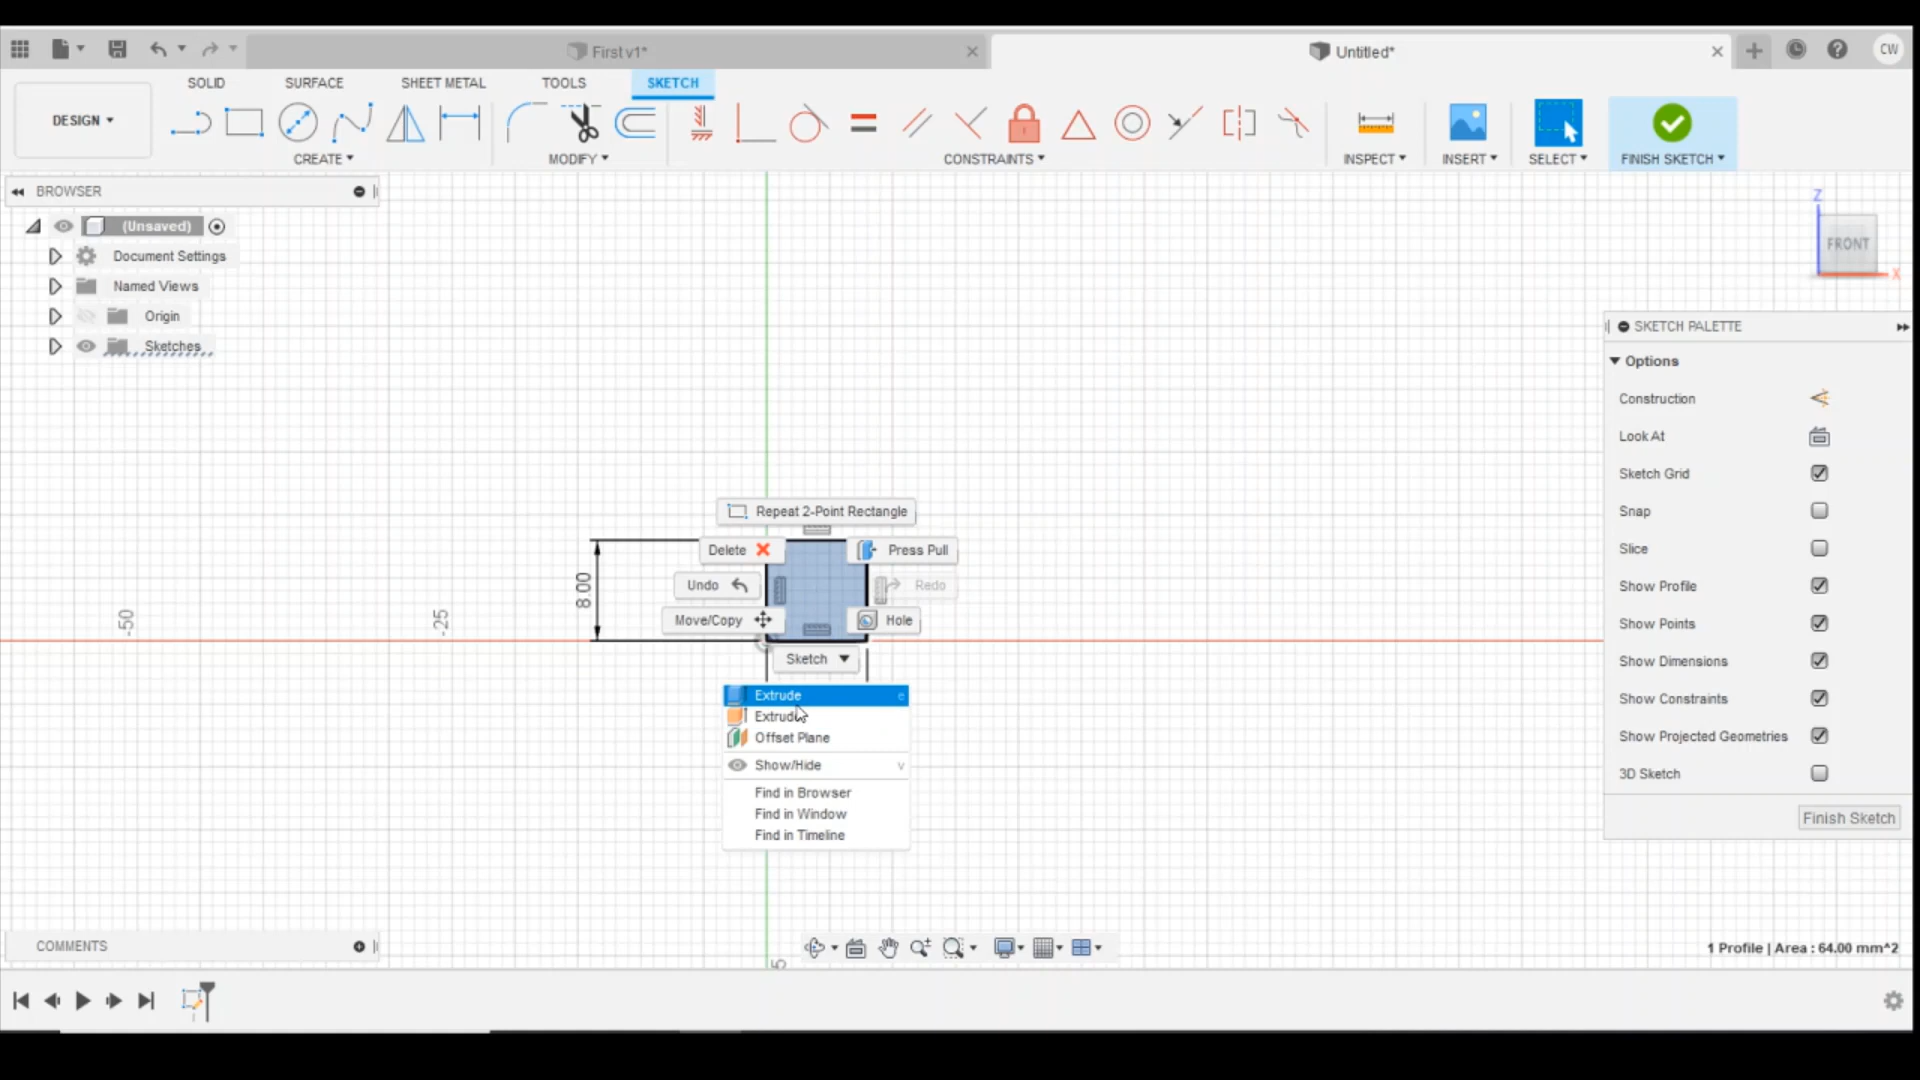 First v1*
Untitled*
CW
SOLID
SURFACE
SHEET METAL
TOOLS
SKETCH
DESIGN
CREATE
MODIFY
CONSTRAINTS
INSPECT
INSERT
SELECT
FINISH SKETCH
BROWSER
(Unsaved)
Document Settings
Named Views
Origin
Sketches
Z
FRONT
X
SKETCH PALETTE
Options
Construction
Look At
Sketch Grid
Snap
Slice
Show Profile
Show Points
Show Dimensions
Show Constraints
Show Projected Geometries
3D Sketch
Finish Sketch
Repeat 2-Point Rectangle
Delete
Press Pull
Undo
Redo
Move/Copy
Hole
Sketch
8.00
-50
-25
Extrude e
Extrude
Offset Plane
Show/Hide v
Find in Browser
Find in Window
Find in Timeline
COMMENTS
1 Profile | Area : 64.00 mm^2